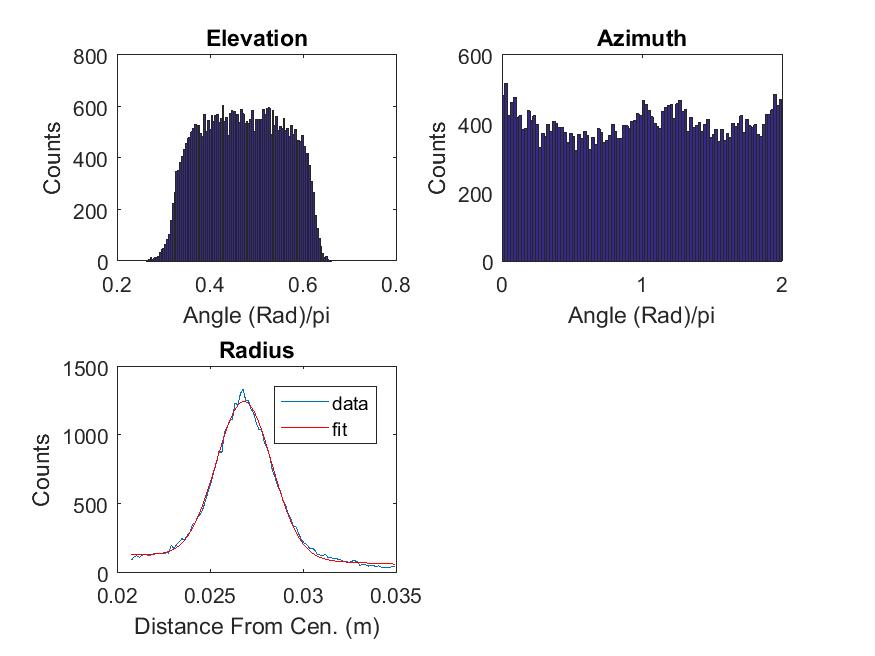 Elevation
Counts
800
600
400
200
0
0.2 0.4 0.6 0.8
Angle (Rad)/pi
Azimuth
Counts
600
400
200
0
0 1 2
Angle (Rad)/pi
Radius
Counts
1500
1000
500
0
data
fit
0.02 0.025 0.03 0.035
Distance From Cen. (m)